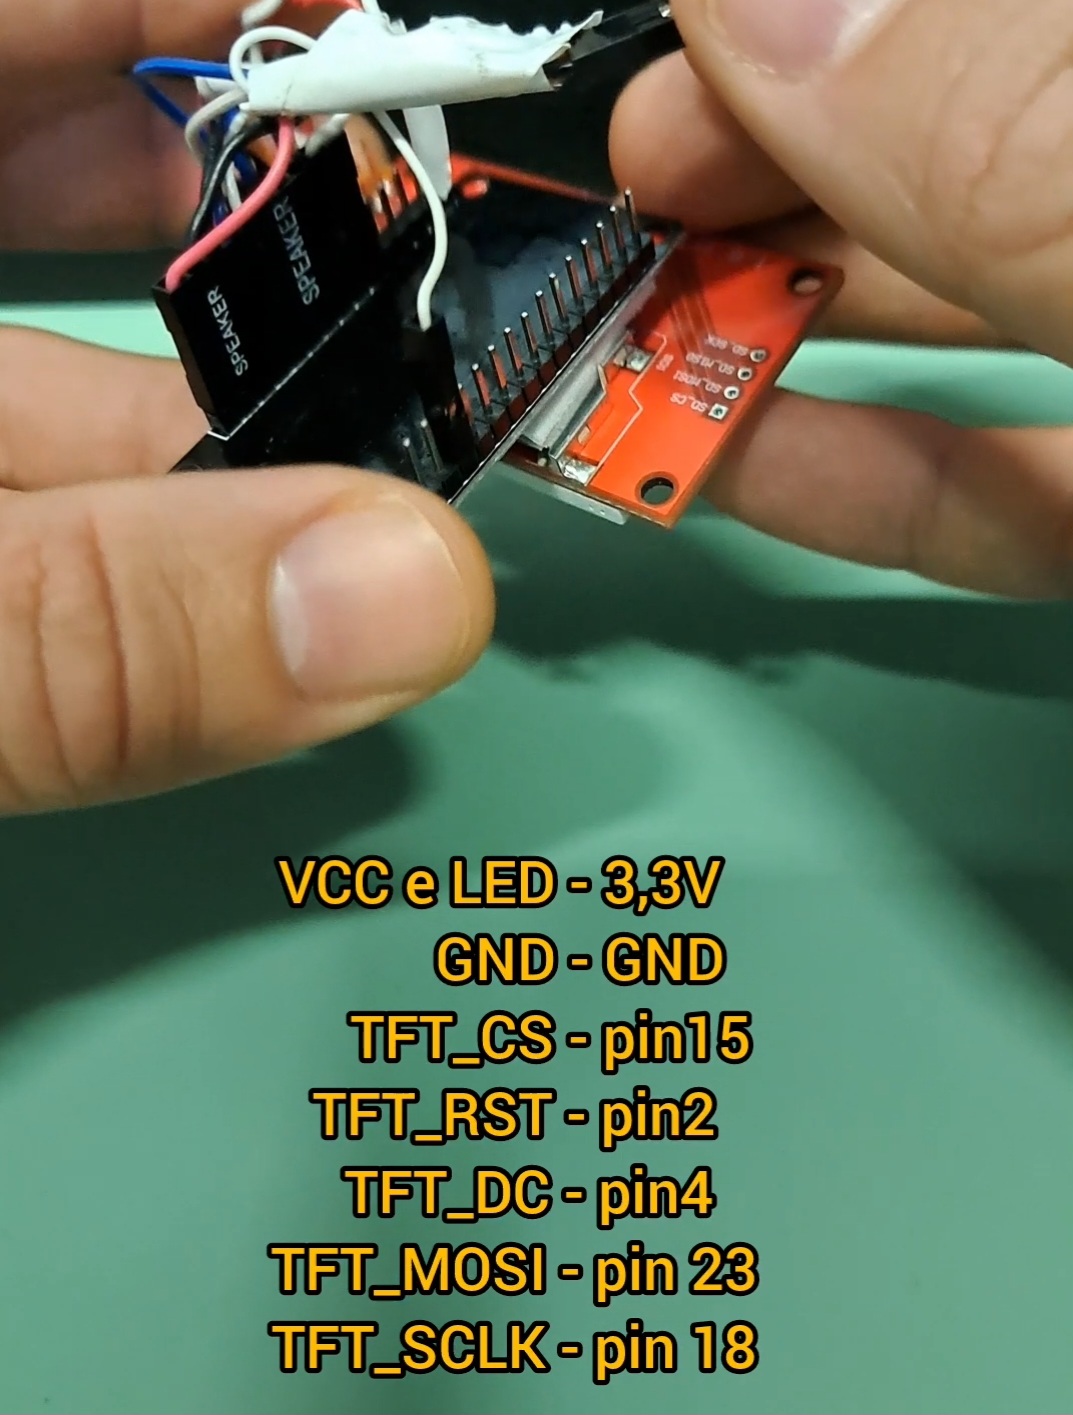 SPEAKER
SPEAKER
SD_SCK
SD_MISO
SD_MOSI
SD_CS
VCC e LED - 3,3V
GND - GND
TFT_CS - pin15
TFT_RST - pin2
TFT_DC - pin4
TFT_MOSI - pin 23
TFT_SCLK - pin 18